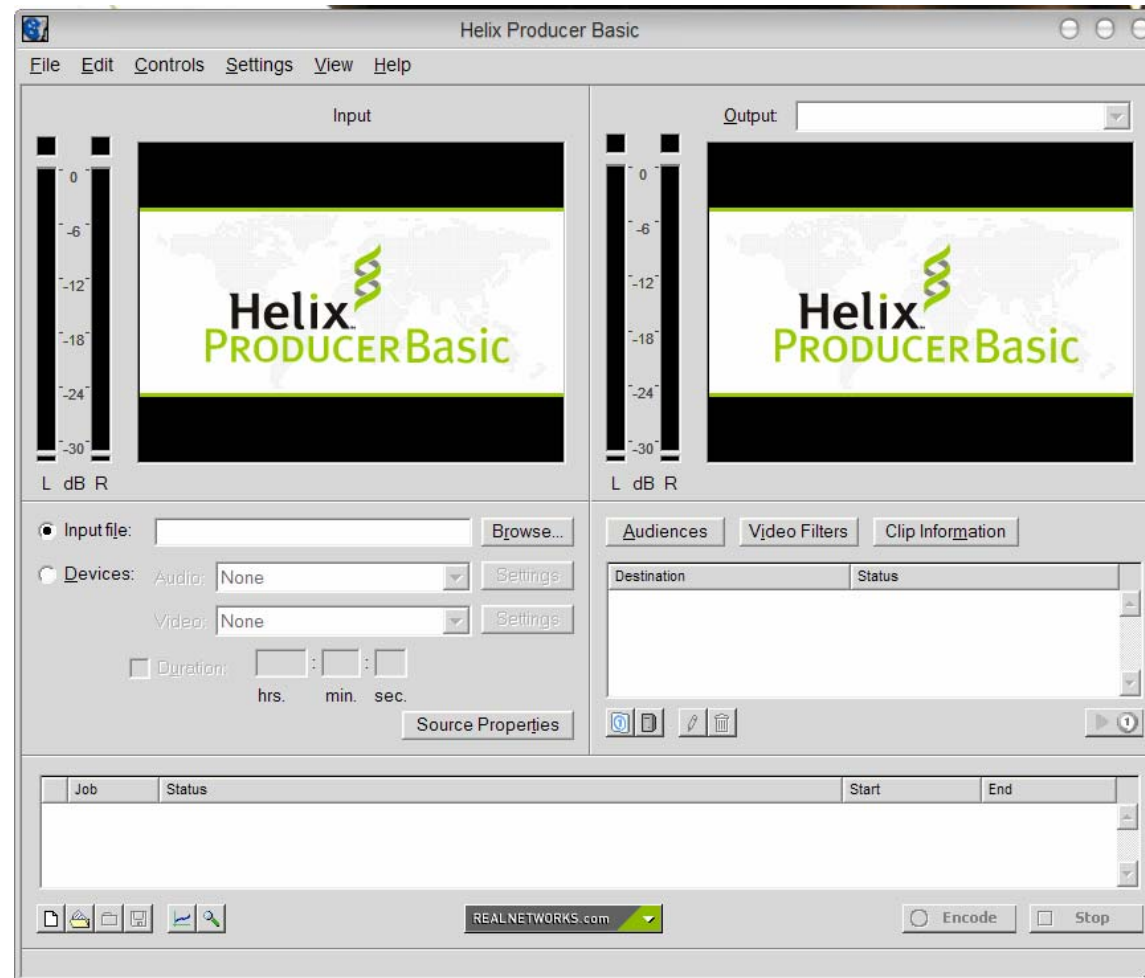 Helix Producer Basic
File Edit Controls Settings View Help
Input
0
-6
-12
-18
-24
-30
L dB R
Helix™
PRODUCER Basic
Output:
0
-6
-12
-18
-24
-30
L dB R
Helix™
PRODUCER Basic
Input file: Browse...
Devices: Audio: None Settings
Video: None Settings
Duration: : :
hrs. min. sec.
Source Properties
Audiences Video Filters Clip Information
Destination Status
1
Job Status Start End
REALNETWORKS.com
Encode Stop